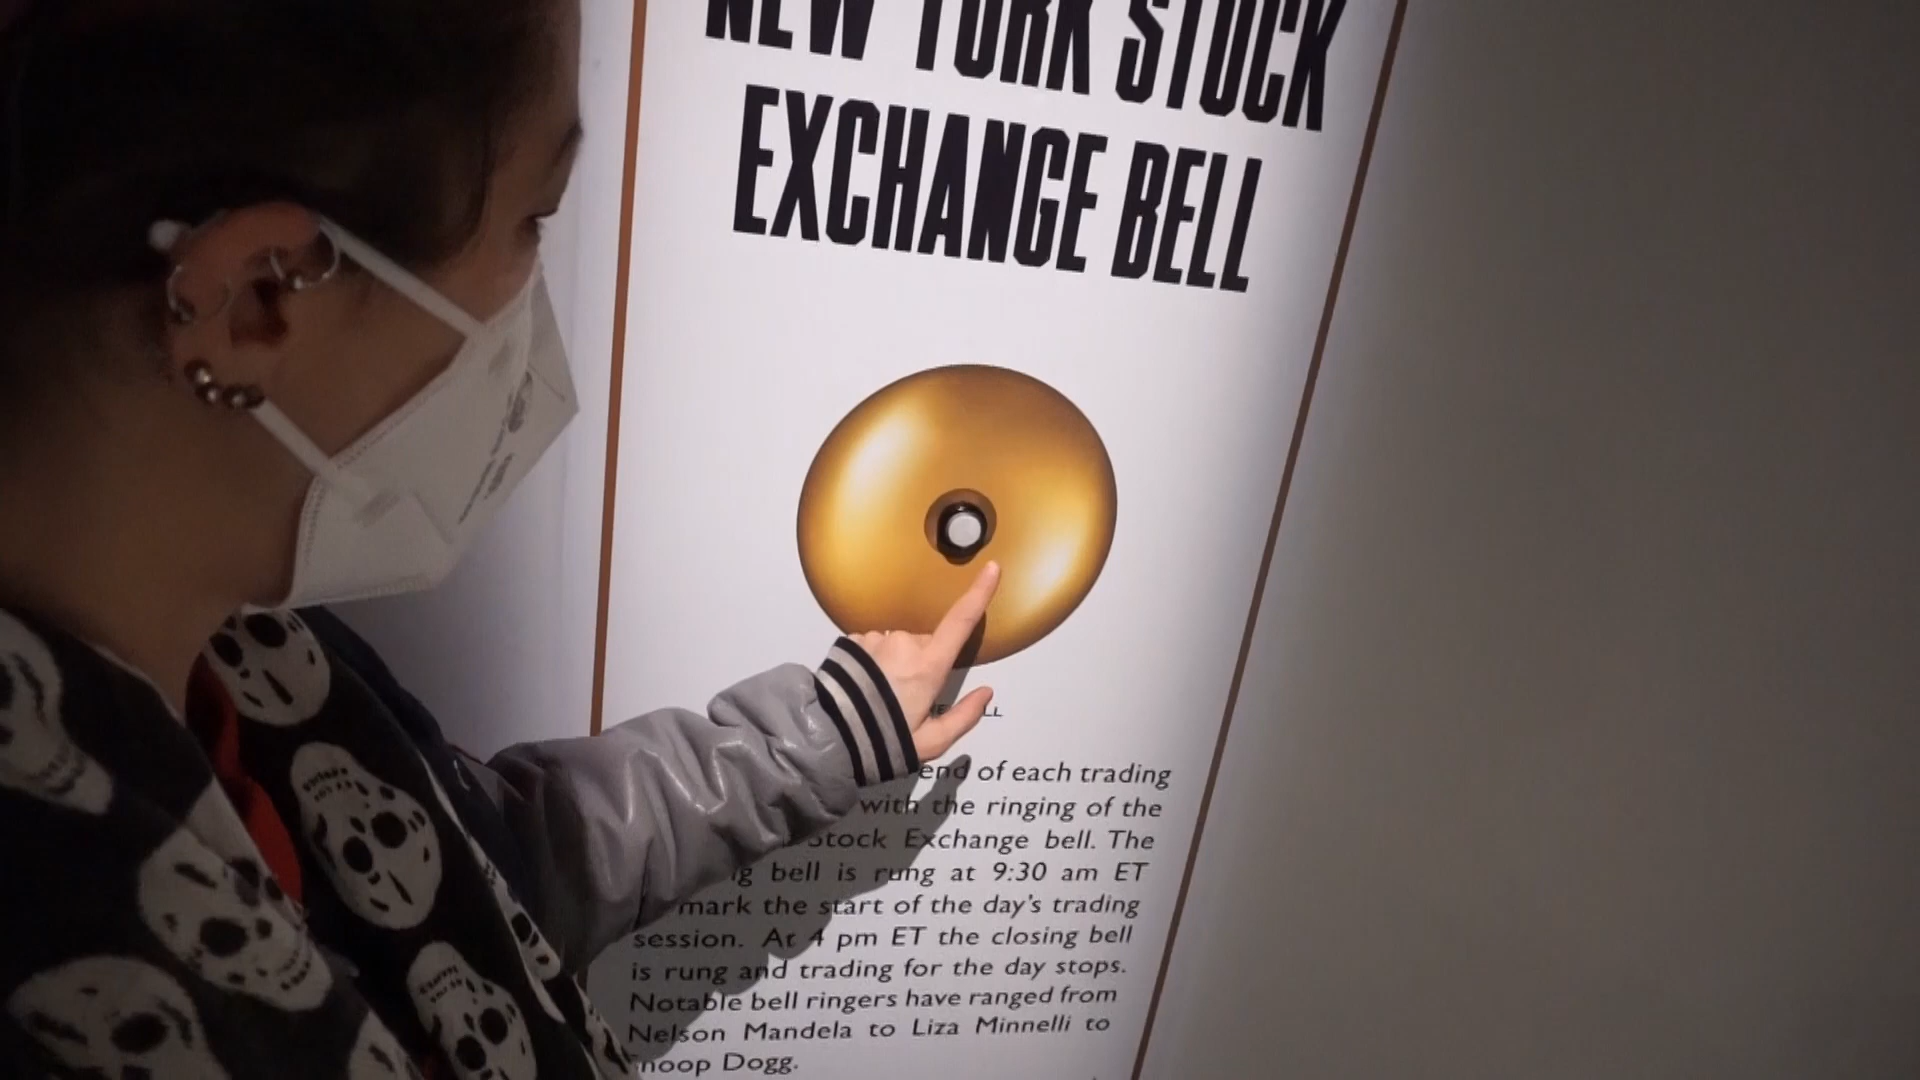 NEW YORK STOCK
EXCHANGE BELL
LL
end of each trading
with the ringing of the
Stock Exchange bell. The
bell is rung at 9:30 am ET
mark the start of the day's trading
session. At 4 pm ET the closing bell
is rung and trading for the day stops.
Notable bell ringers have ranged from
Nelson Mandela to Liza Minnelli to
Snoop Dogg.